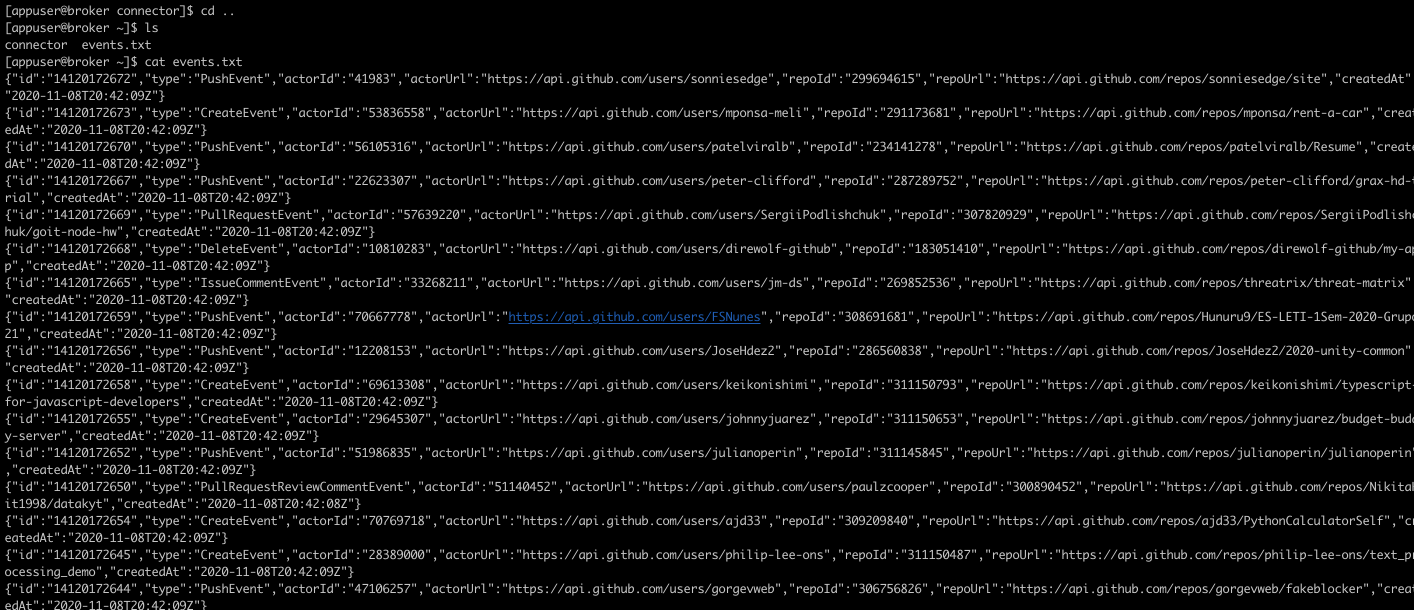 [appuser@broker connector]$ cd ..
[appuser@broker ~]$ ls
connector  events.txt
[appuser@broker ~]$ cat events.txt
{"id":"14120172672","type":"PushEvent","actorId":"41983","actorUrl":"https://api.github.com/users/sonniesedge","repoId":"299694615","repoUrl":"https://api.github.com/repos/sonniesedge/site","createdAt"
"2020-11-08T20:42:09Z"}
{"id":"14120172673","type":"CreateEvent","actorId":"53836558","actorUrl":"https://api.github.com/users/mponsa-meli","repoId":"291173681","repoUrl":"https://api.github.com/repos/mponsa/rent-a-car","creat
edAt":"2020-11-08T20:42:09Z"}
{"id":"14120172670","type":"PushEvent","actorId":"56105316","actorUrl":"https://api.github.com/users/patelviralb","repoId":"234141278","repoUrl":"https://api.github.com/repos/patelviralb/Resume","create
dAt":"2020-11-08T20:42:09Z"}
{"id":"14120172667","type":"PushEvent","actorId":"22623307","actorUrl":"https://api.github.com/users/peter-clifford","repoId":"287289752","repoUrl":"https://api.github.com/repos/peter-clifford/grax-hd-t
rial","createdAt":"2020-11-08T20:42:09Z"}
{"id":"14120172669","type":"PullRequestEvent","actorId":"57639220","actorUrl":"https://api.github.com/users/SergiiPodlishchuk","repoId":"307820929","repoUrl":"https://api.github.com/repos/SergiiPodlishc
huk/goit-node-hw","createdAt":"2020-11-08T20:42:09Z"}
{"id":"14120172668","type":"DeleteEvent","actorId":"10810283","actorUrl":"https://api.github.com/users/direwolf-github","repoId":"183051410","repoUrl":"https://api.github.com/repos/direwolf-github/my-ap
p","createdAt":"2020-11-08T20:42:09Z"}
{"id":"14120172665","type":"IssueCommentEvent","actorId":"33268211","actorUrl":"https://api.github.com/users/jm-ds","repoId":"269852536","repoUrl":"https://api.github.com/repos/threatrix/threat-matrix"
"createdAt":"2020-11-08T20:42:09Z"}
{"id":"14120172659","type":"PushEvent","actorId":"70667778","actorUrl":"https://api.github.com/users/FSNunes","repoId":"308691681","repoUrl":"https://api.github.com/repos/Hunuru9/ES-LETI-1Sem-2020-Grupo
21","createdAt":"2020-11-08T20:42:09Z"}
{"id":"14120172656","type":"PushEvent","actorId":"12208153","actorUrl":"https://api.github.com/users/JoseHdez2","repoId":"286560838","repoUrl":"https://api.github.com/repos/JoseHdez2/2020-unity-common"
"createdAt":"2020-11-08T20:42:09Z"}
{"id":"14120172658","type":"CreateEvent","actorId":"69613308","actorUrl":"https://api.github.com/users/keikonishimi","repoId":"311150793","repoUrl":"https://api.github.com/repos/keikonishimi/typescript-
for-javascript-developers","createdAt":"2020-11-08T20:42:09Z"}
{"id":"14120172655","type":"CreateEvent","actorId":"29645307","actorUrl":"https://api.github.com/users/johnnyjuarez","repoId":"311150653","repoUrl":"https://api.github.com/repos/johnnyjuarez/budget-budd
y-server","createdAt":"2020-11-08T20:42:09Z"}
{"id":"14120172652","type":"PushEvent","actorId":"51986835","actorUrl":"https://api.github.com/users/julianoperin","repoId":"311145845","repoUrl":"https://api.github.com/repos/julianoperin/julianoperin"
,"createdAt":"2020-11-08T20:42:09Z"}
{"id":"14120172650","type":"PullRequestReviewCommentEvent","actorId":"51140452","actorUrl":"https://api.github.com/users/paulzcooper","repoId":"300890452","repoUrl":"https://api.github.com/repos/Nikitab
it1998/datakyt","createdAt":"2020-11-08T20:42:08Z"}
{"id":"14120172654","type":"CreateEvent","actorId":"70769718","actorUrl":"https://api.github.com/users/ajd33","repoId":"309209840","repoUrl":"https://api.github.com/repos/ajd33/PythonCalculatorSelf","cr
eatedAt":"2020-11-08T20:42:09Z"}
{"id":"14120172645","type":"CreateEvent","actorId":"28389000","actorUrl":"https://api.github.com/users/philip-lee-ons","repoId":"311150487","repoUrl":"https://api.github.com/repos/philip-lee-ons/text_pr
ocessing_demo","createdAt":"2020-11-08T20:42:09Z"}
{"id":"14120172644","type":"PushEvent","actorId":"47106257","actorUrl":"https://api.github.com/users/gorgevweb","repoId":"306756826","repoUrl":"https://api.github.com/repos/gorgevweb/fakeblocker","creat
edAt":"2020-11-08T20:42:09Z"}